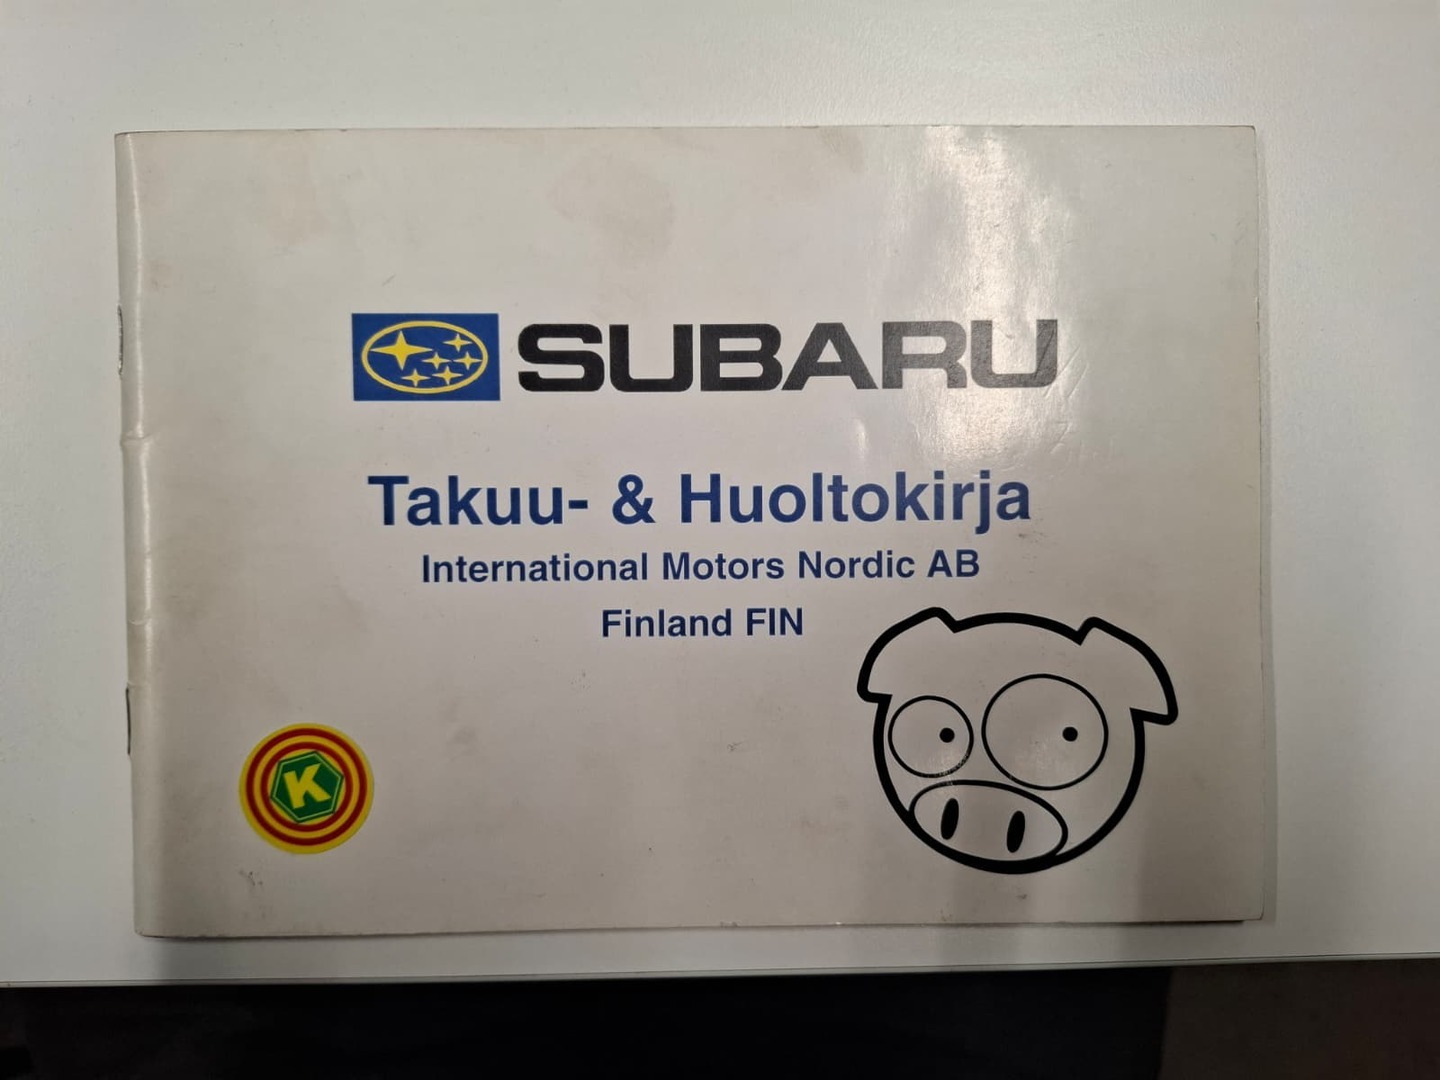 SUBARU
Takuu- & Huoltokirja
International Motors Nordic AB
Finland FIN
K